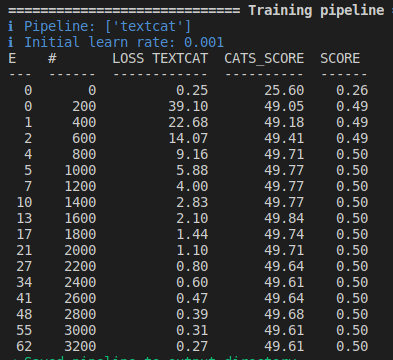 ============================= Training pipeline =
ℹ Pipeline: ['textcat']
ℹ Initial learn rate: 0.001
E    #       LOSS TEXTCAT  CATS_SCORE  SCORE
---  ------  ------------  ----------  ------
  0       0          0.25       25.60    0.26
  0     200         39.10       49.05    0.49
  1     400         22.68       49.18    0.49
  2     600         14.07       49.41    0.49
  4     800          9.16       49.71    0.50
  5    1000          5.88       49.77    0.50
  7    1200          4.00       49.77    0.50
 10    1400          2.83       49.77    0.50
 13    1600          2.10       49.84    0.50
 17    1800          1.44       49.74    0.50
 21    2000          1.10       49.71    0.50
 27    2200          0.80       49.64    0.50
 34    2400          0.60       49.61    0.50
 41    2600          0.47       49.64    0.50
 48    2800          0.39       49.68    0.50
 55    3000          0.31       49.61    0.50
 62    3200          0.27       49.61    0.50
Saved pipeline to output directory